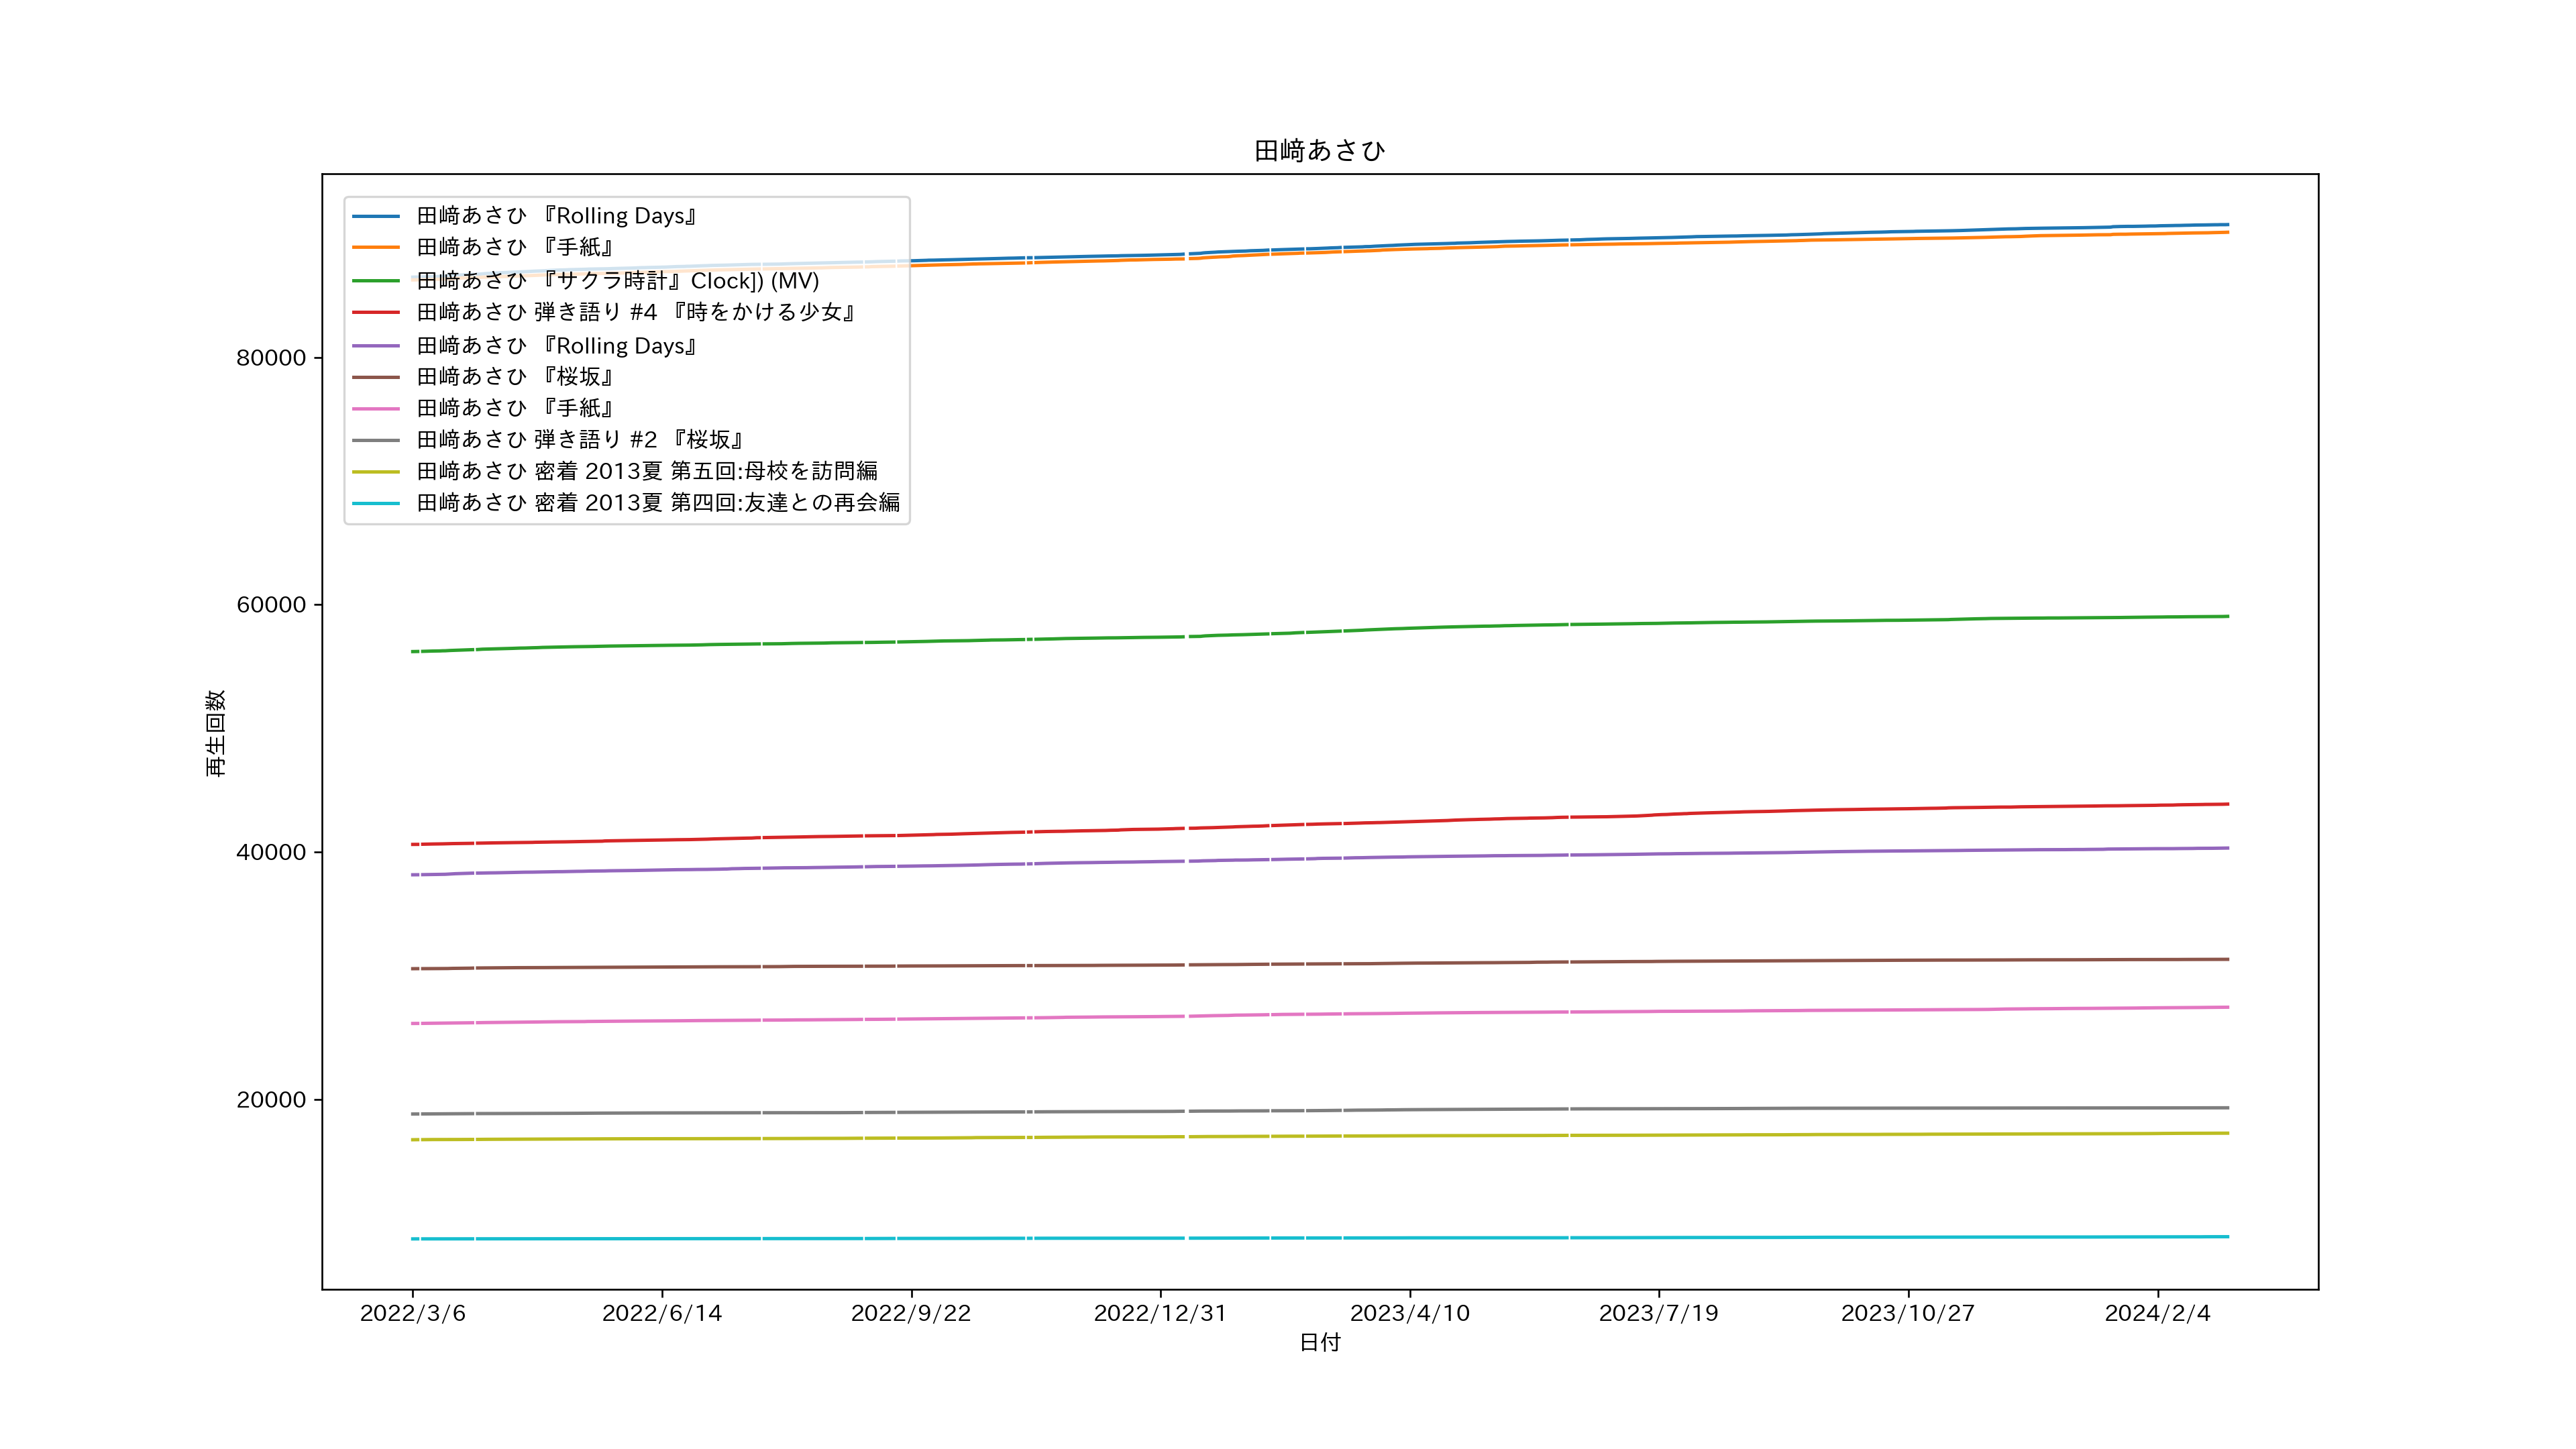 田﨑あさひ
田﨑あさひ 『Rolling Days』
田﨑あさひ 『手紙』
田﨑あさひ 『サクラ時計』Clock]) (MV)
田﨑あさひ 弾き語り #4 『時をかける少女』
田﨑あさひ 『Rolling Days』
田﨑あさひ 『桜坂』
田﨑あさひ 『手紙』
田﨑あさひ 弾き語り #2 『桜坂』
田﨑あさひ 密着 2013夏 第五回:母校を訪問編
田﨑あさひ 密着 2013夏 第四回:友達との再会編
80000
60000
40000
20000
再生回数
2022/3/6 2022/6/14 2022/9/22 2022/12/31 2023/4/10 2023/7/19 2023/10/27 2024/2/4
日付